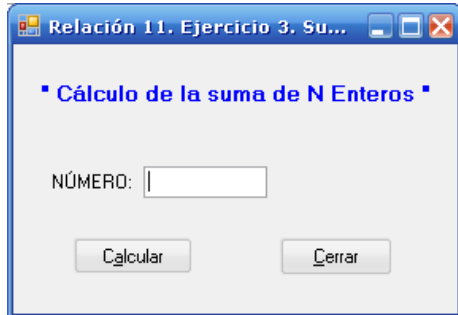 Relación 11. Ejercicio 3. Su...
" Cálculo de la suma de N Enteros "
NÚMERO:
Calcular
Cerrar